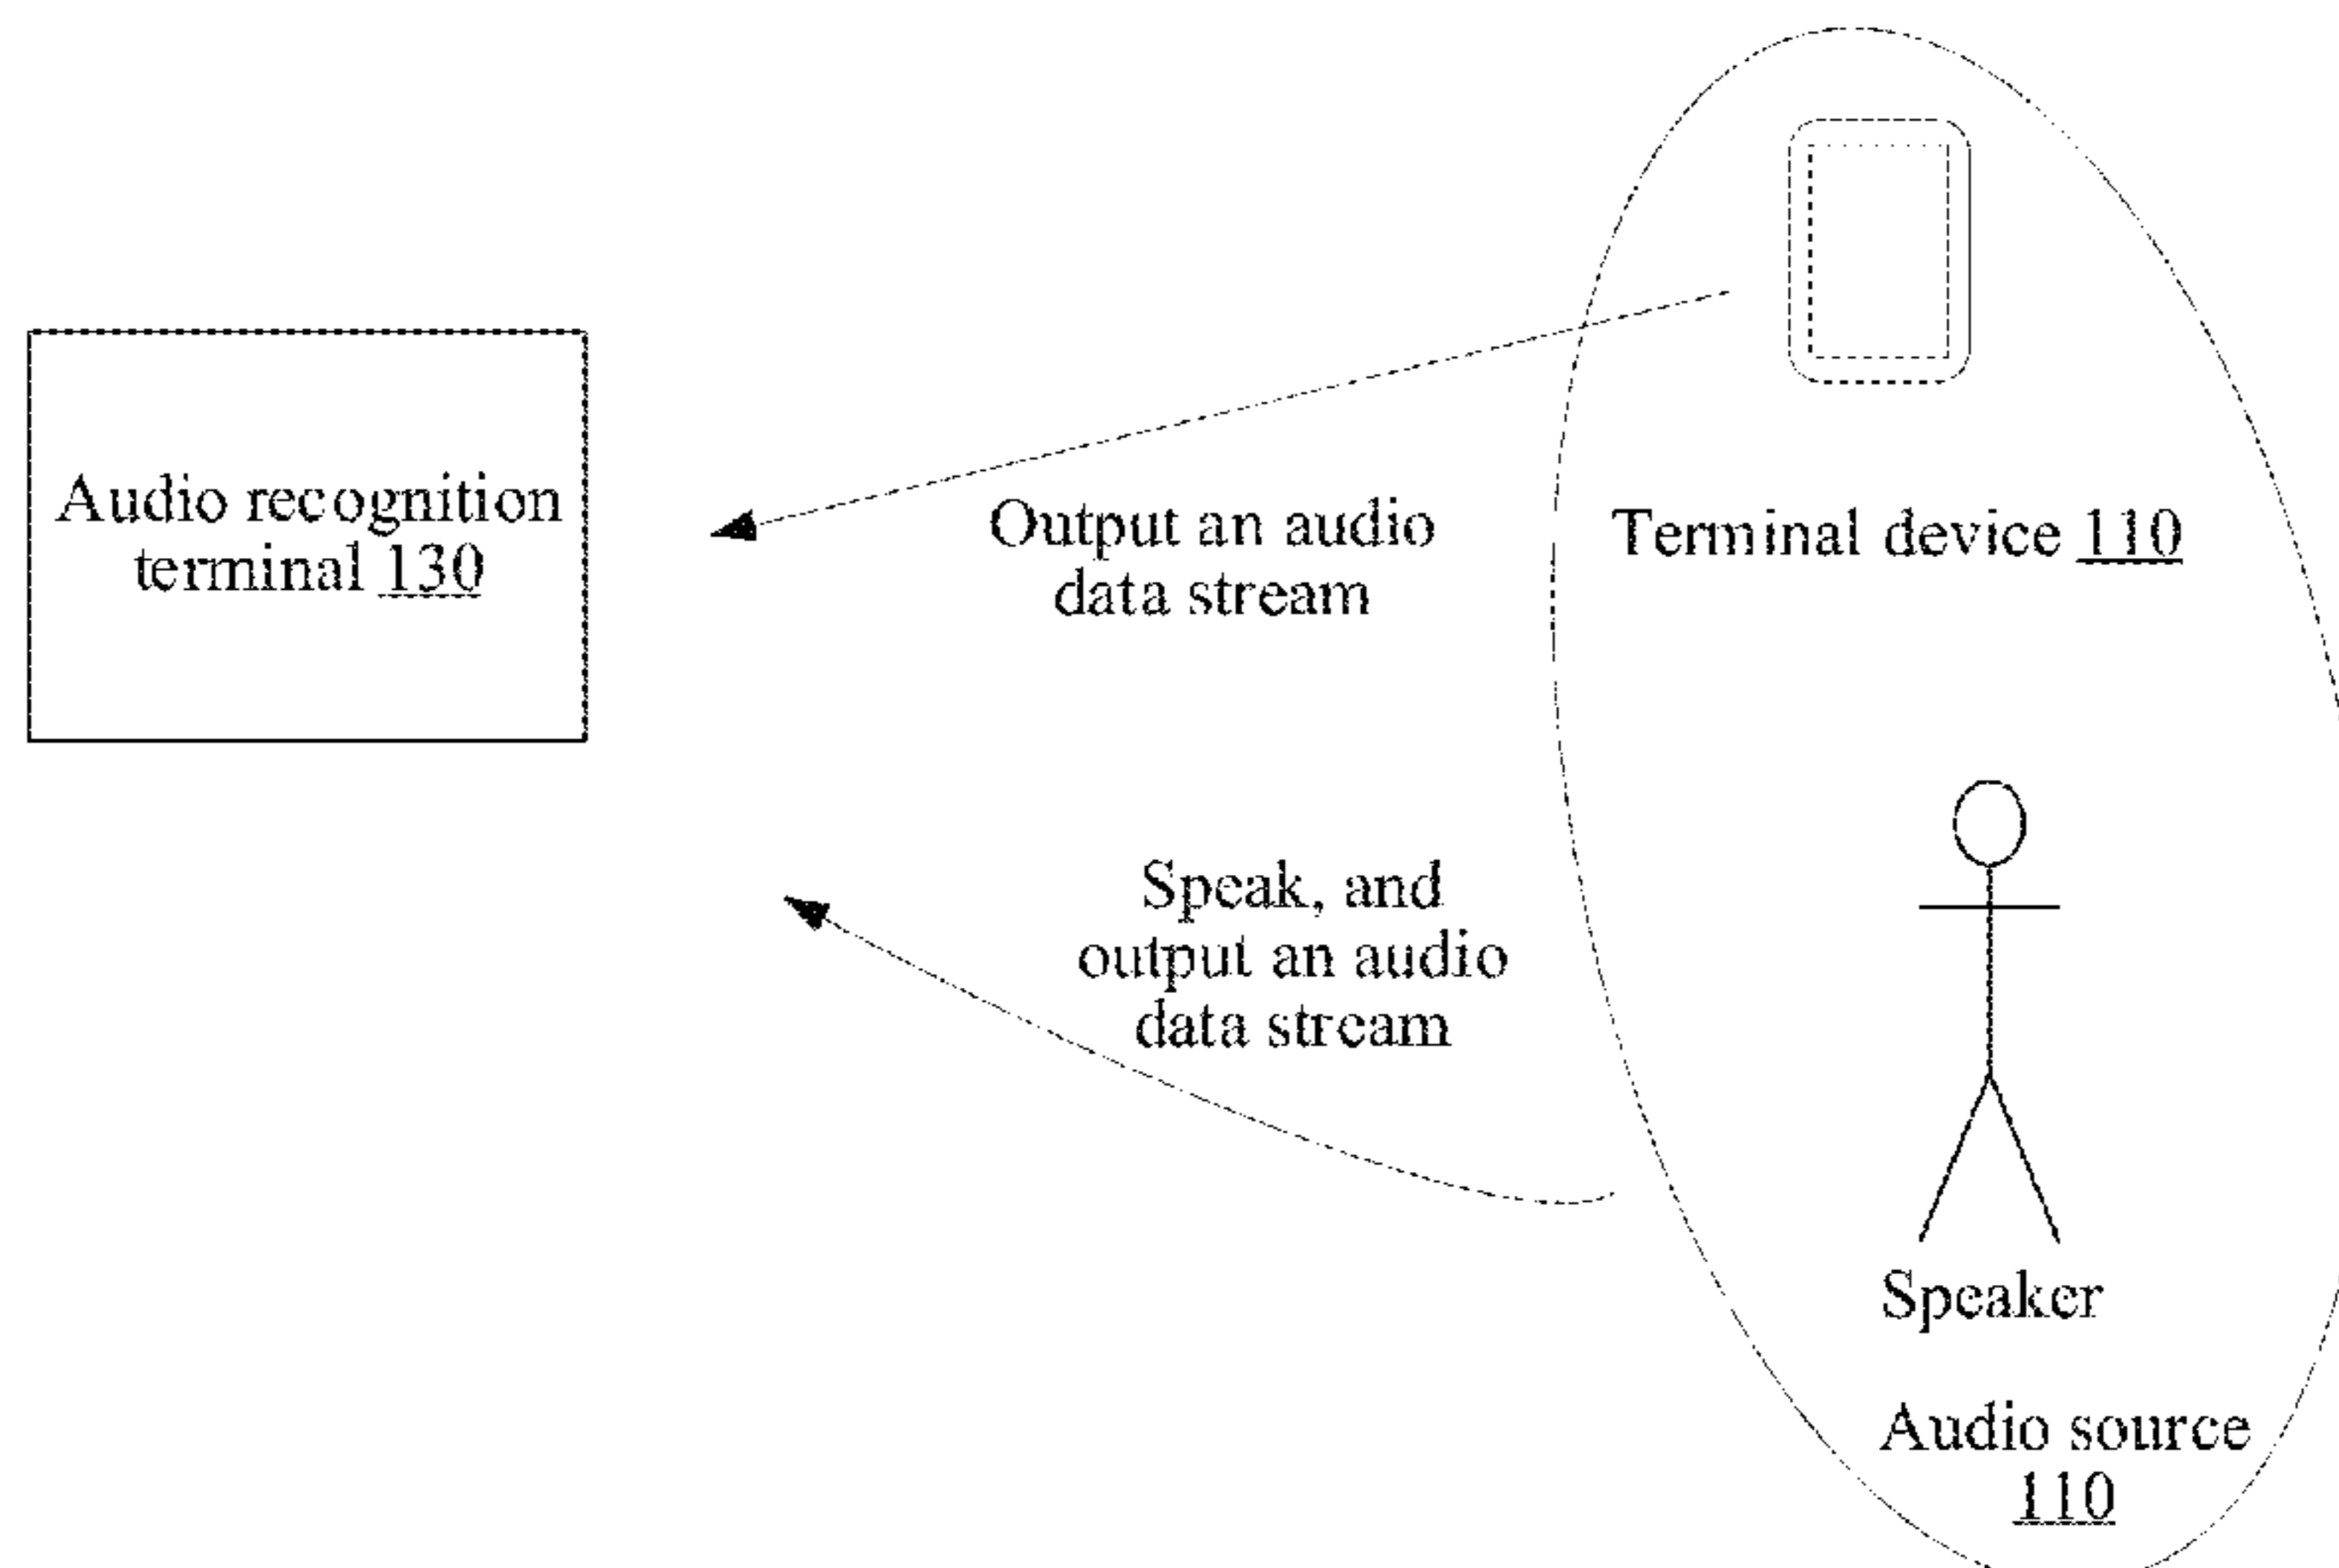 Audio recognition
terminal 130
Output an audio
data stream
Terminal device 110
Speak, and
output an audio
data stream
Speaker
Audio source
110